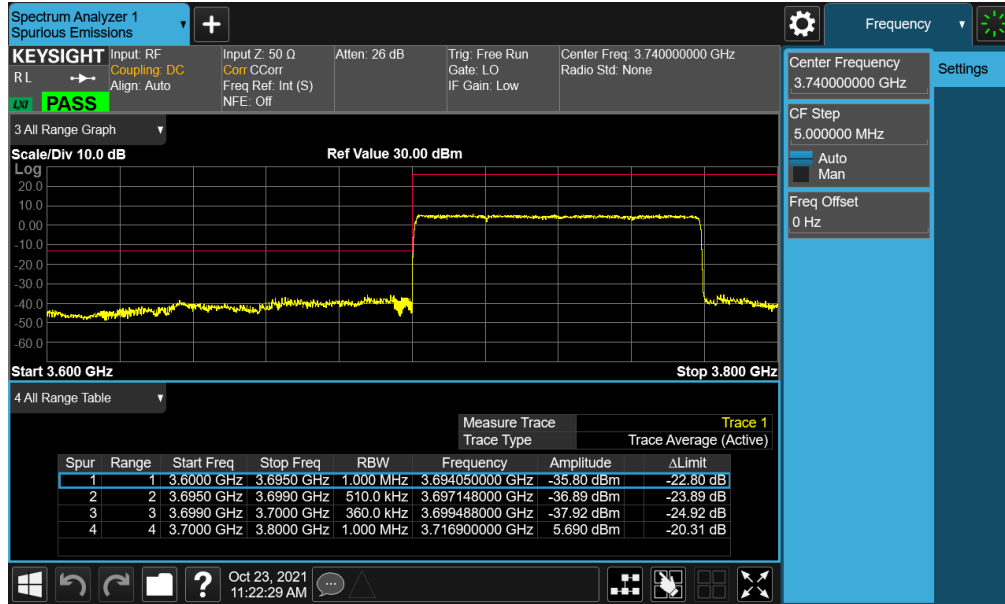 Spectrum Analyzer 1
Spurious Emissions
+
Frequency
KEYSIGHT
RL
LXI
PASS
Input: RF
Coupling: DC
Align: Auto
Input Z: 50 Ω
Corr CCorr
Freq Ref: Int (S)
NFE: Off
Atten: 26 dB
Trig: Free Run
Gate: LO
IF Gain: Low
Center Freq: 3.740000000 GHz
Radio Std: None
Center Frequency
3.740000000 GHz
Settings
CF Step
5.000000 MHz
Auto
Man
Freq Offset
0 Hz
3 All Range Graph
Scale/Div 10.0 dB
Ref Value 30.00 dBm
Log
20.0
10.0
0.00
-10.0
-20.0
-30.0
-40.0
-50.0
-60.0
Start 3.600 GHz
Stop 3.800 GHz
4 All Range Table
Measure Trace Trace 1
Trace Type Trace Average (Active)
Spur Range Start Freq Stop Freq RBW Frequency Amplitude ΔLimit
1 1 3.6000 GHz 3.6950 GHz 1.000 MHz 3.694050000 GHz -35.80 dBm -22.80 dB
2 2 3.6950 GHz 3.6990 GHz 510.0 kHz 3.697148000 GHz -36.89 dBm -23.89 dB
3 3 3.6990 GHz 3.7000 GHz 360.0 kHz 3.699488000 GHz -37.92 dBm -24.92 dB
4 4 3.7000 GHz 3.8000 GHz 1.000 MHz 3.716900000 GHz 5.690 dBm -20.31 dB
?
Oct 23, 2021
11:22:29 AM